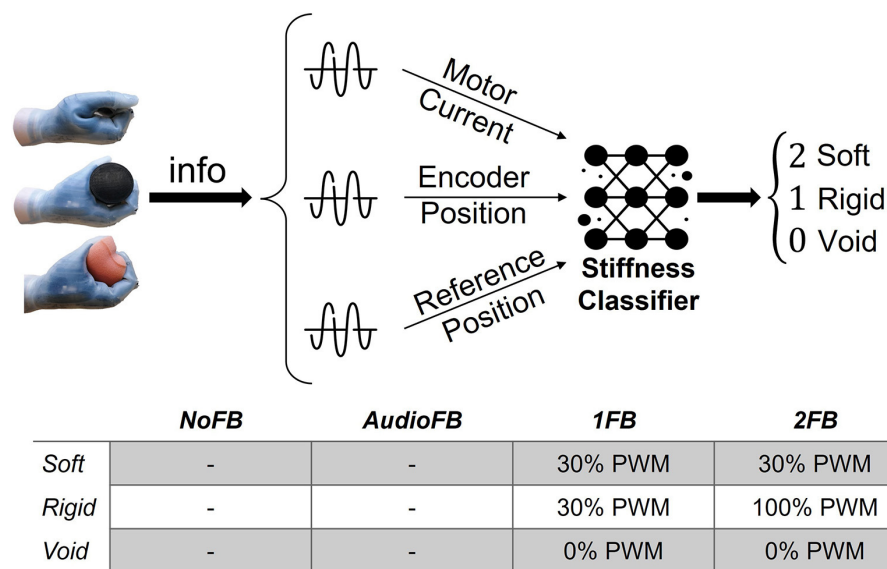 info
Motor
Current
Encoder
Position
Reference
Position
Stiffness
Classifier
2 Soft
1 Rigid
0 Void
NoFB AudioFB 1FB 2FB
Soft - - 30% PWM 30% PWM
Rigid - - 30% PWM 100% PWM
Void - - 0% PWM 0% PWM